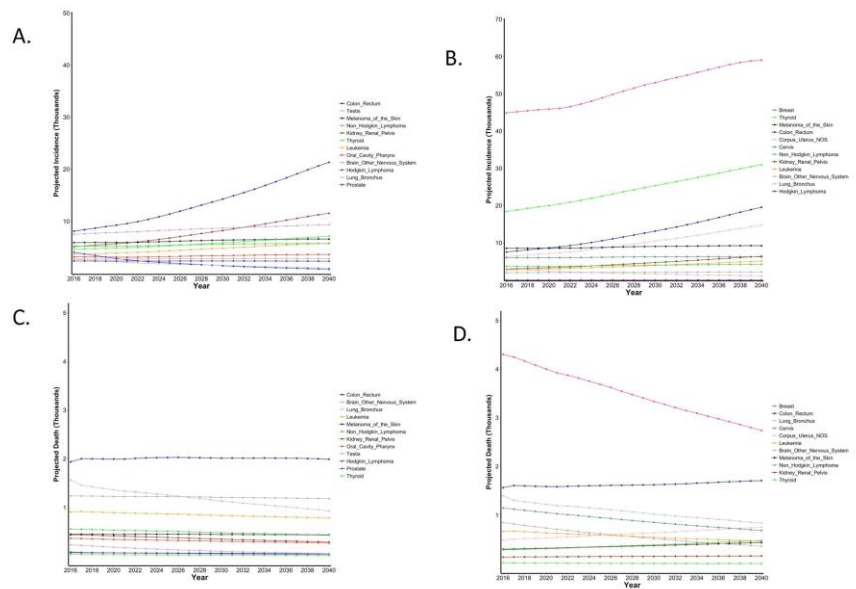 A.
50
40
30
20
10
Projected Incidence (Thousands)
2016 2018 2020 2022 2024 2026 2028 2030 2032 2034 2036 2038 2040
Year
Colon_Rectum
Testis
Melanoma_of_the_Skin
Non_Hodgkin_Lymphoma
Kidney_Renal_Pelvis
Thyroid
Leukemia
Oral_Cavity_Pharynx
Brain_Other_Nervous_System
Hodgkin_Lymphoma
Lung_Bronchus
Prostate
B.
70
60
50
40
30
20
10
Projected Incidence (Thousands)
2016 2018 2020 2022 2024 2026 2028 2030 2032 2034 2036 2038 2040
Year
Breast
Thyroid
Melanoma_of_the_Skin
Colon_Rectum
Corpus_Uterus_NOS
Cervix
Non_Hodgkin_Lymphoma
Kidney_Renal_Pelvis
Leukemia
Brain_Other_Nervous_System
Lung_Bronchus
Hodgkin_Lymphoma
C.
5
4
3
2
1
Projected Death (Thousands)
2016 2018 2020 2022 2024 2026 2028 2030 2032 2034 2036 2038 2040
Year
Colon_Rectum
Brain_Other_Nervous_System
Lung_Bronchus
Leukemia
Melanoma_of_the_Skin
Non_Hodgkin_Lymphoma
Kidney_Renal_Pelvis
Oral_Cavity_Pharynx
Testis
Hodgkin_Lymphoma
Prostate
Thyroid
D.
5
4
3
2
1
Projected Death (Thousands)
2016 2018 2020 2022 2024 2026 2028 2030 2032 2034 2036 2038 2040
Year
Breast
Colon_Rectum
Lung_Bronchus
Cervix
Corpus_Uterus_NOS
Leukemia
Brain_Other_Nervous_System
Melanoma_of_the_Skin
Non_Hodgkin_Lymphoma
Kidney_Renal_Pelvis
Thyroid